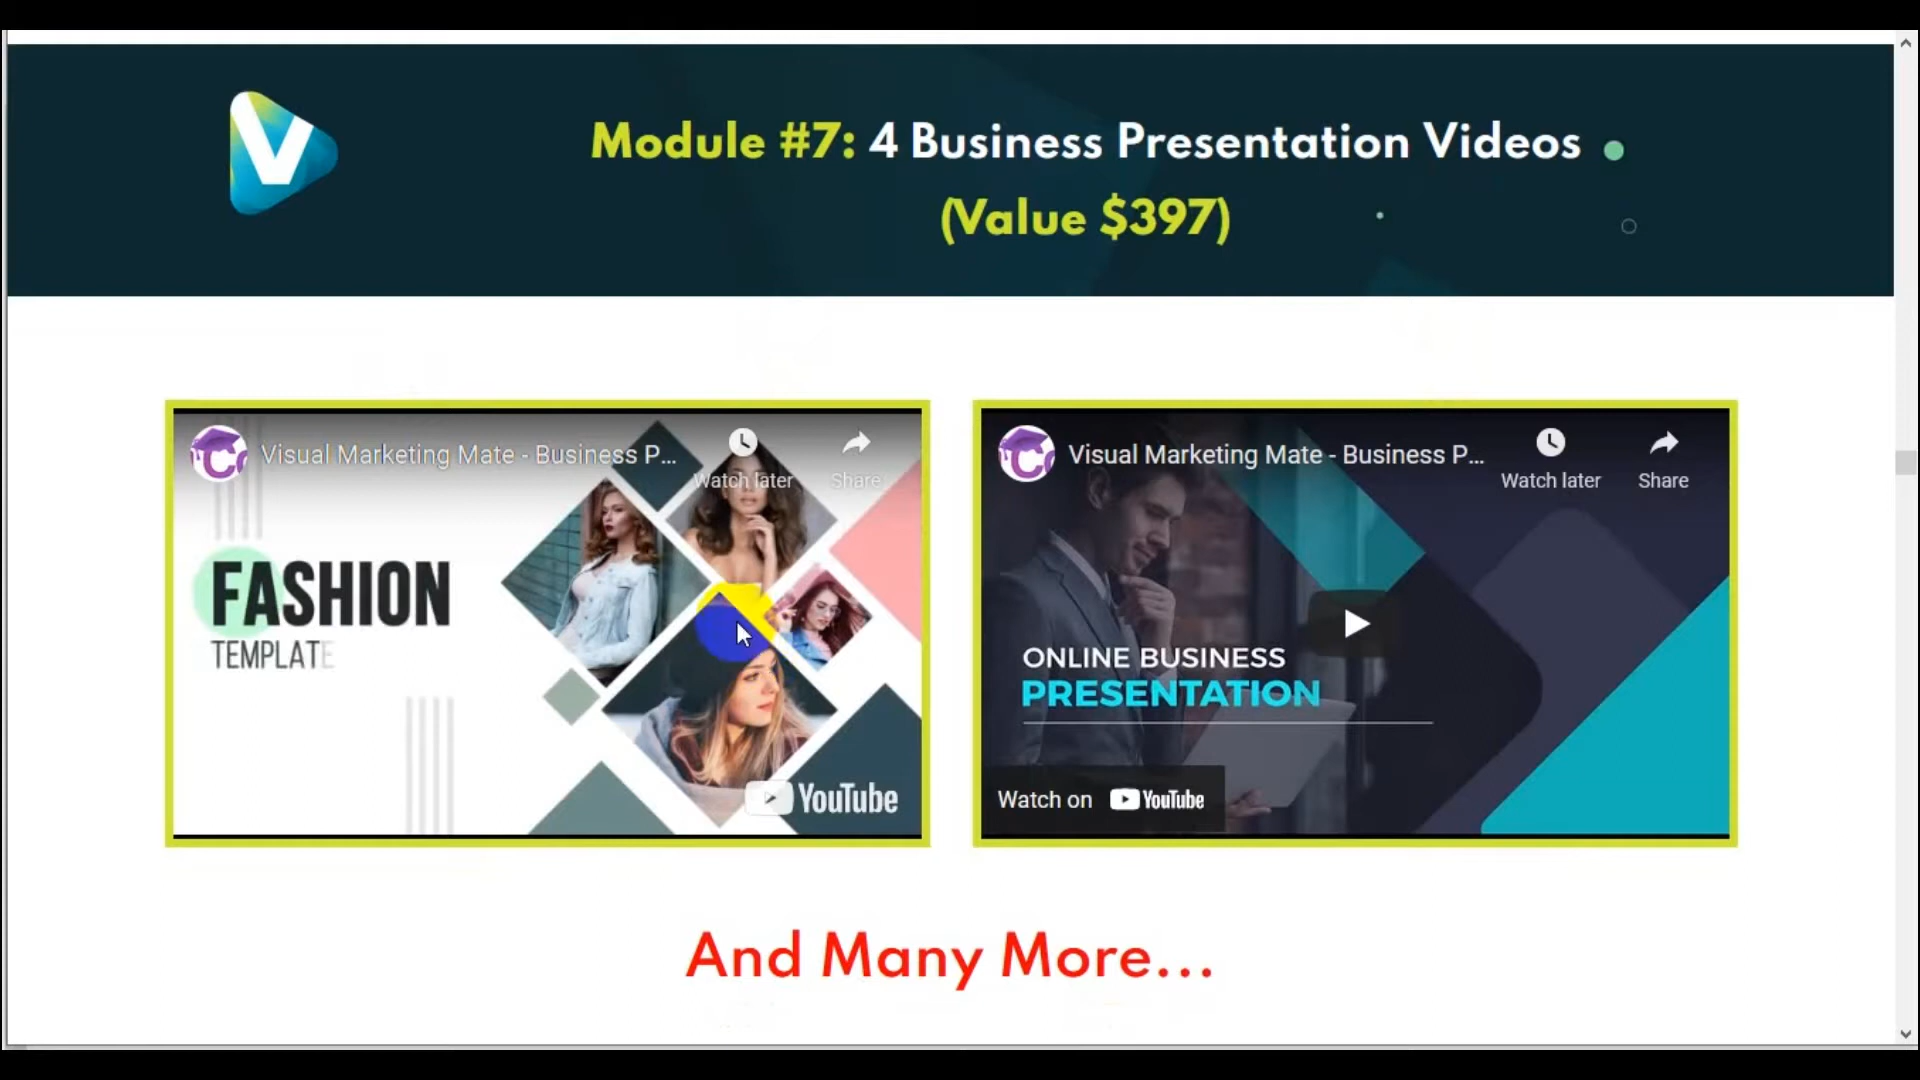 V
Module #7: 4 Business Presentation Videos
(Value $397)
Visual Marketing Mate - Business P...
Watch later
Share
FASHION
TEMPLATE
YouTube
Visual Marketing Mate - Business P...
Watch later
Share
ONLINE BUSINESS
PRESENTATION
Watch on YouTube
And Many More...